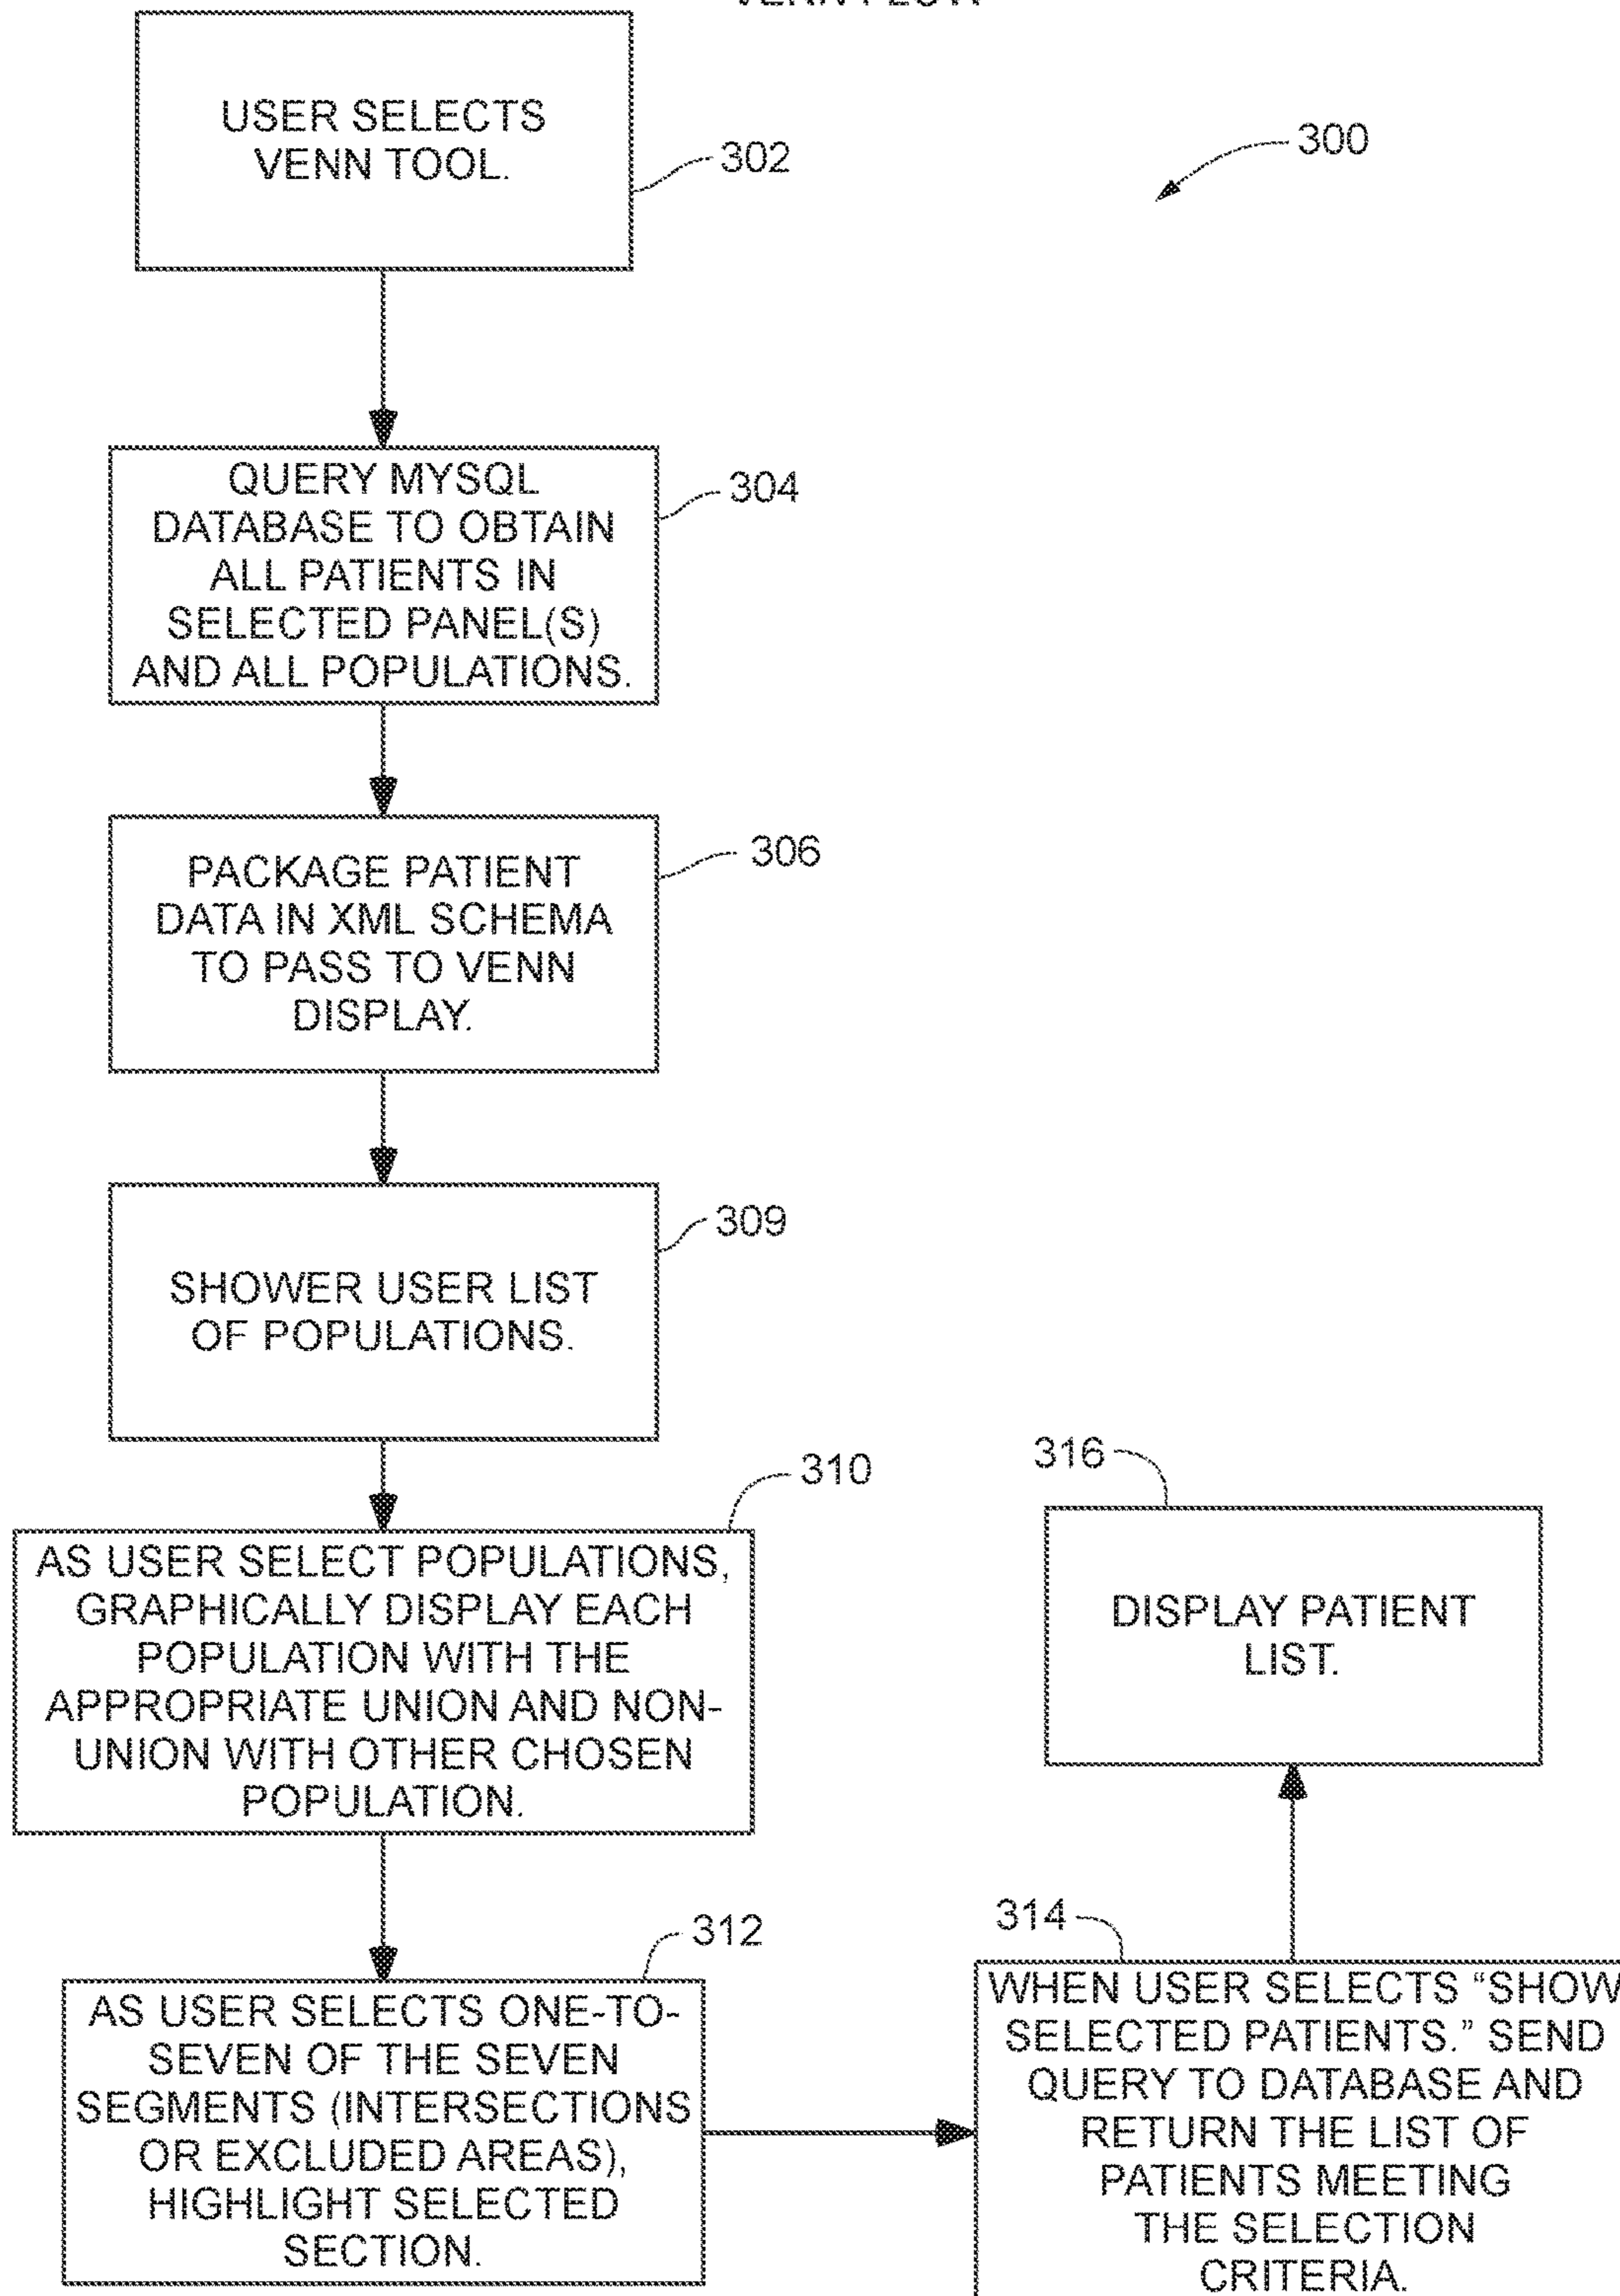 USER SELECTS
VENN TOOL.
302
300
QUERY MYSQL
DATABASE TO OBTAIN
ALL PATIENTS IN
SELECTED PANEL(S)
AND ALL POPULATIONS.
304
PACKAGE PATIENT
DATA IN XML SCHEMA
TO PASS TO VENN
DISPLAY.
306
SHOWER USER LIST
OF POPULATIONS.
309
AS USER SELECT POPULATIONS,
GRAPHICALLY DISPLAY EACH
POPULATION WITH THE
APPROPRIATE UNION AND NON-
UNION WITH OTHER CHOSEN
POPULATION.
310
316
DISPLAY PATIENT
LIST.
AS USER SELECTS ONE-TO-
SEVEN OF THE SEVEN
SEGMENTS (INTERSECTIONS
OR EXCLUDED AREAS),
HIGHLIGHT SELECTED
SECTION.
312
314
WHEN USER SELECTS “SHOW
SELECTED PATIENTS.” SEND
QUERY TO DATABASE AND
RETURN THE LIST OF
PATIENTS MEETING
THE SELECTION
CRITERIA.